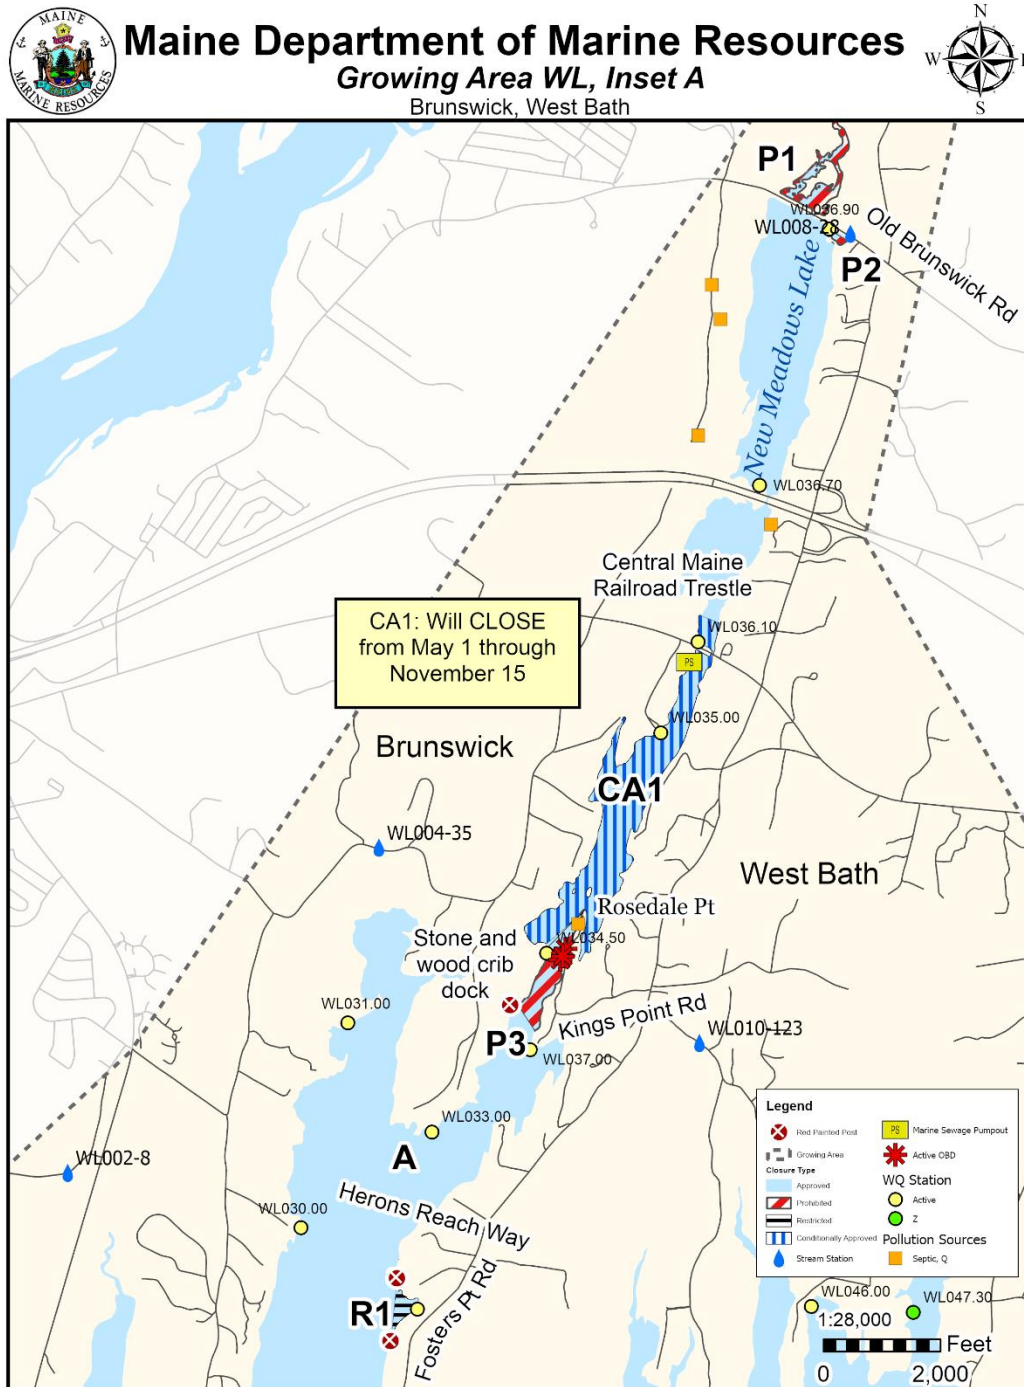 MAINE
MARINE RESOURCES
Maine Department of Marine Resources
Growing Area WL, Inset A
Brunswick, West Bath
N
W
S
P1
WL036.90
WL008-28
Old Brunswick Rd
P2
New Meadows Lake
WL036.70
Central Maine
Railroad Trestle
CA1: Will CLOSE
from May 1 through
November 15
WL036.10
PS
WL035.00
Brunswick
CA1
WL004-35
West Bath
Rosedale Pt
Stone and
wood crib
dock
WL034.50
WL031.00
Kings Point Rd
WL010-123
P3
WL037.00
WL033.00
A
WL002-8
Herons Reach Way
WL030.00
R1
Fosters Pt Rd
Legend
Red Painted Post
Growing Area
Closure Type
Approved
Prohibited
Restricted
Conditionally Approved
Stream Station
PS Marine Sewage Pumpout
Active OBD
WQ Station
Active
Z
Pollution Sources
Septic, Q
WL046.00
WL047.30
1:28,000
Feet
0 2,000